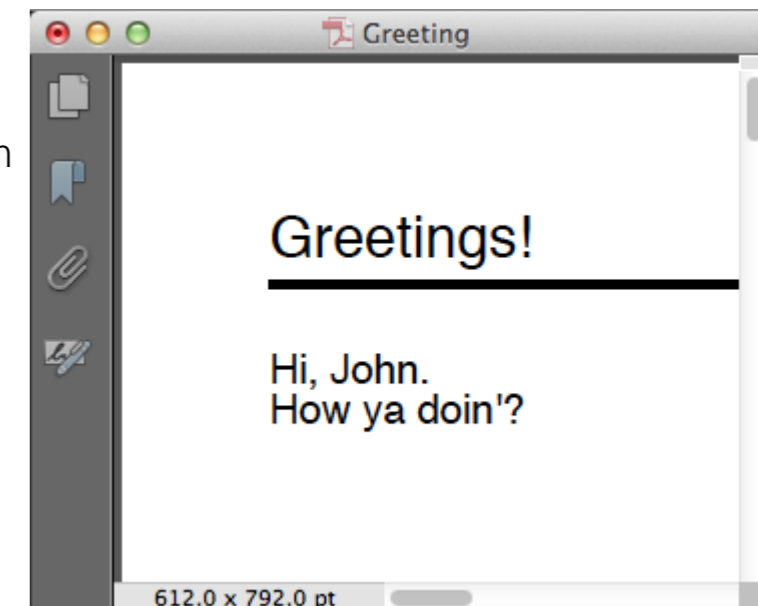 Greeting
n
Greetings!
Hi, John.
How ya doin'?
612.0 x 792.0 pt